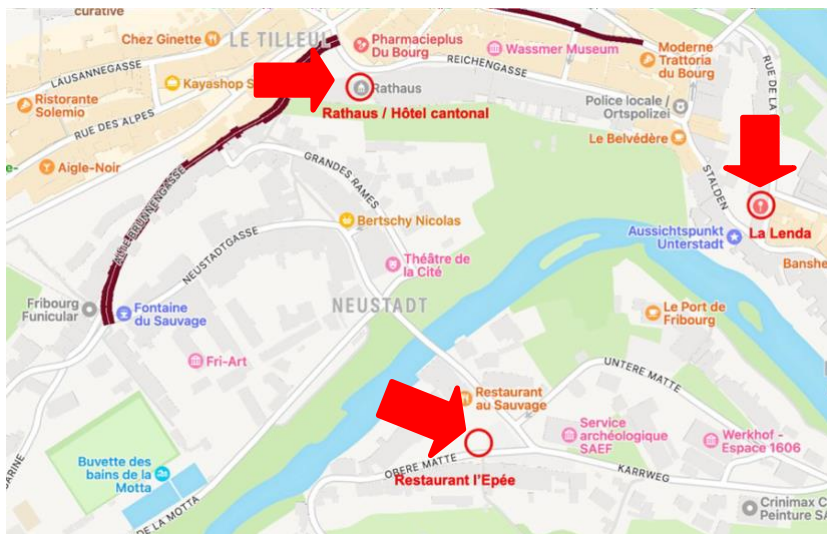 curative
Chez Ginette
LE TILLEUL
Pharmacieplus
Du Bourg
Wassmer Museum
Moderne
Trattoria
du Bourg
LAUSANNEGASSE
Kayashop S
Rathaus
REICHENGASSE
RUE DE LA
Ristorante
Solemio
Rathaus / Hôtel cantonal
Police locale /
Ortspolizei
RUE DES ALPES
Le Belvédère
Aigle-Noir
GRANDES RAMES
STALDEN
BRUNNENGASSE
Bertschy Nicolas
Aussichtspunkt
Unterstadt
La Lenda
NEUSTADTGASSE
Théâtre de
la Cité
Banshe
Fribourg
Funicular
Fontaine
du Sauvage
NEUSTADT
Le Port de
Fribourg
Fri-Art
UNTERE MATTE
Restaurant
au Sauvage
Service
archéologique
SAEF
Werkhof -
Espace 1606
Buvette des
bains de la
Motta
OBERE MATTE
KARRWEG
Restaurant l'Epée
ARINE
DE LA MOTTA
Crinimax C
Peinture SA